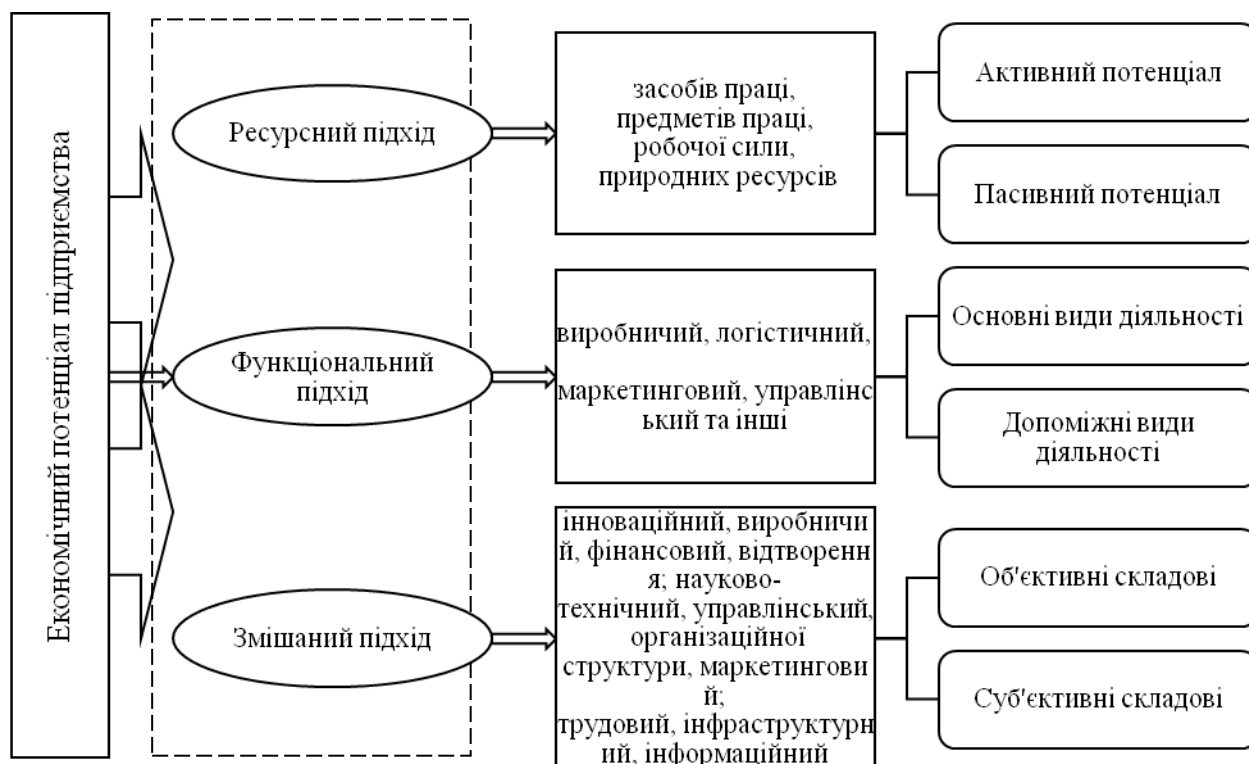 Економічний потенціал підприємства
Ресурсний підхід
засобів праці,
предметів праці,
робочої сили,
природних ресурсів
Активний потенціал
Пасивний потенціал
Функціональний
підхід
виробничий, логістичний,
маркетинговий, управлінс
ький та інші
Основні види діяльності
Допоміжні види
діяльності
Змішаний підхід
інноваційний, виробничи
й, фінансовий, відтворенн
я; науково-
технічний, управлінський,
організаційної
структури, маркетингови
й;
трудовий, інфраструктурн
ий, інформаційний
Об'єктивні складові
Суб'єктивні складові